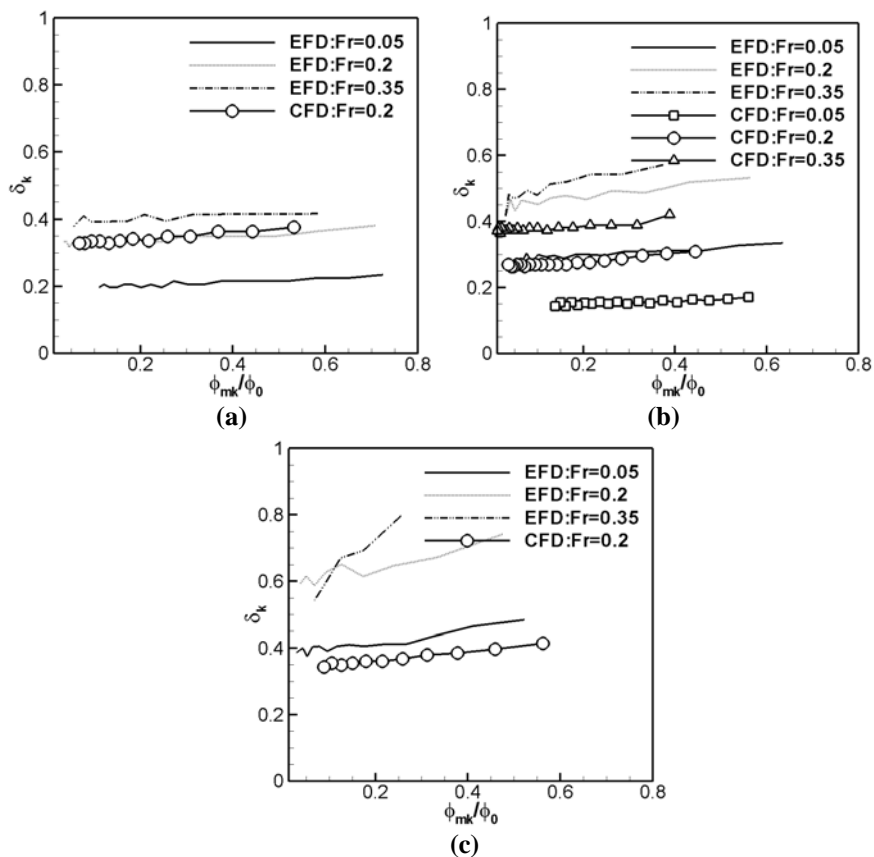 1
0.8
0.6
0.4
0.2
0
δk
0.2
0.4
0.6
0.8
ϕmk/ϕ0
EFD:Fr=0.05
EFD:Fr=0.2
EFD:Fr=0.35
CFD:Fr=0.2
(a)
1
0.8
0.6
0.4
0.2
0
δk
0.2
0.4
0.6
0.8
ϕmk/ϕ0
EFD:Fr=0.05
EFD:Fr=0.2
EFD:Fr=0.35
CFD:Fr=0.05
CFD:Fr=0.2
CFD:Fr=0.35
(b)
1
0.8
0.6
0.4
0.2
0
δk
0.2
0.4
0.6
0.8
ϕmk/ϕ0
EFD:Fr=0.05
EFD:Fr=0.2
EFD:Fr=0.35
CFD:Fr=0.2
(c)